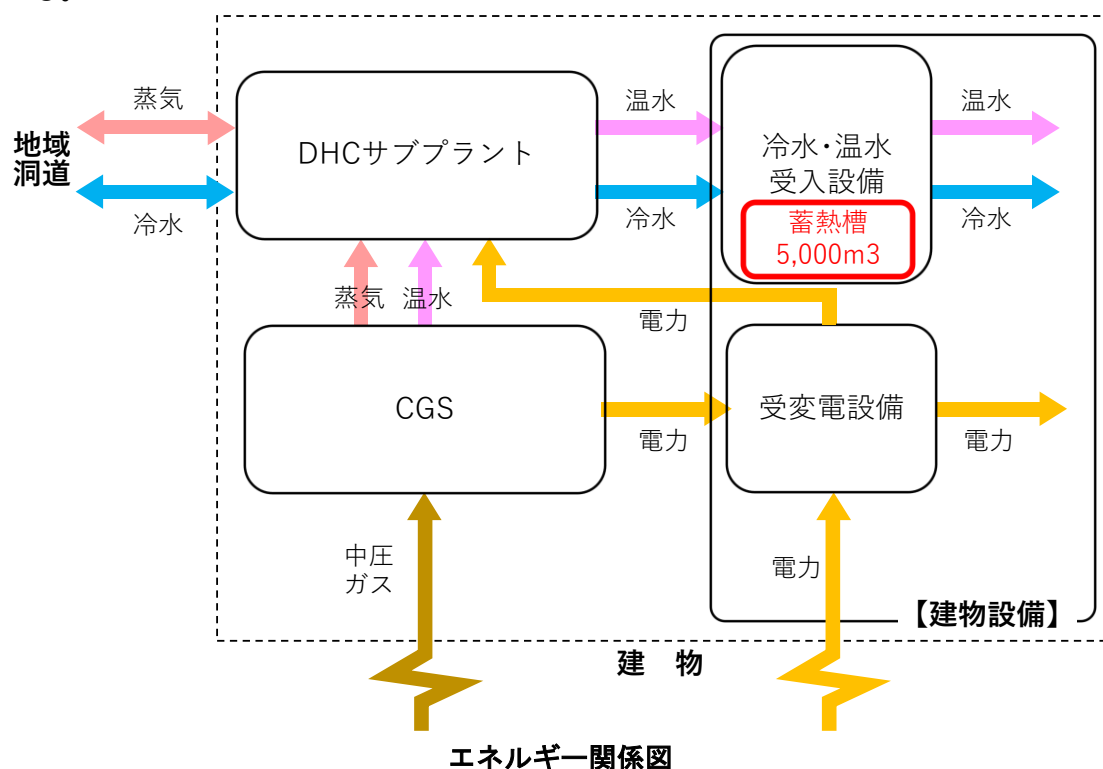 蒸気
地域
洞道
冷水
DHCサブプラント
温水
冷水
冷水・温水
受入設備
蓄熱槽
5,000m3
温水
冷水
蒸気
温水
電力
CGS
電力
受変電設備
電力
中圧
ガス
電力
【建物設備】
建 物
エネルギー関係図